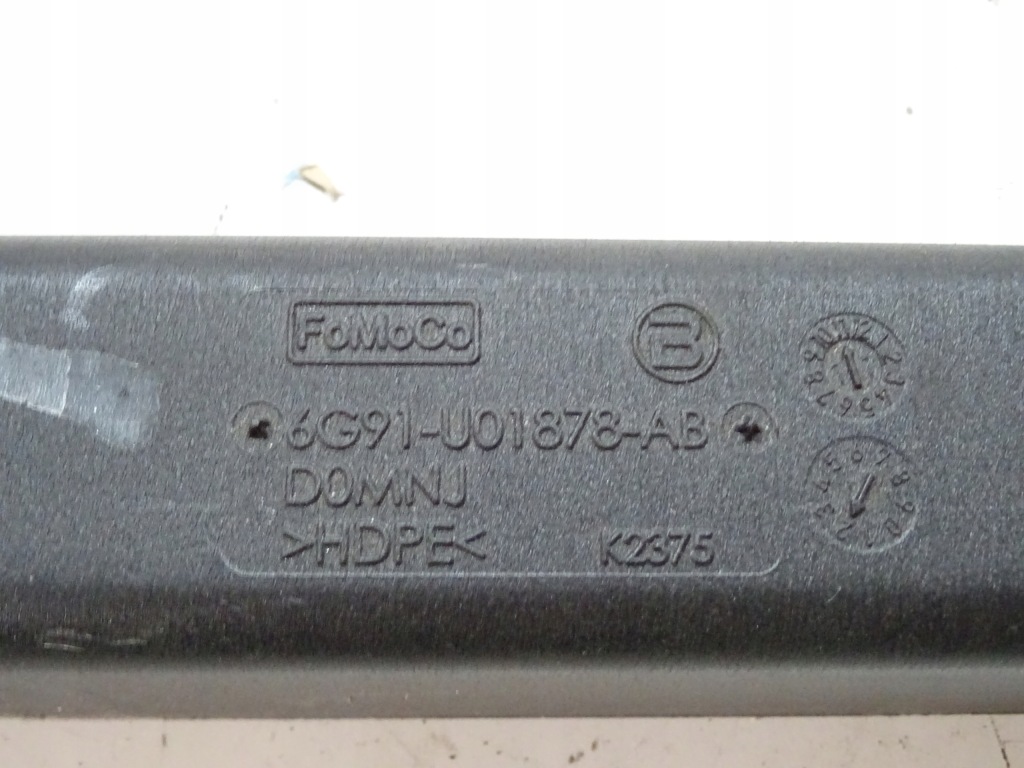 FoMoCo
B
6G91-U01878-AB
D0MNJ
>HDPE<
K2375